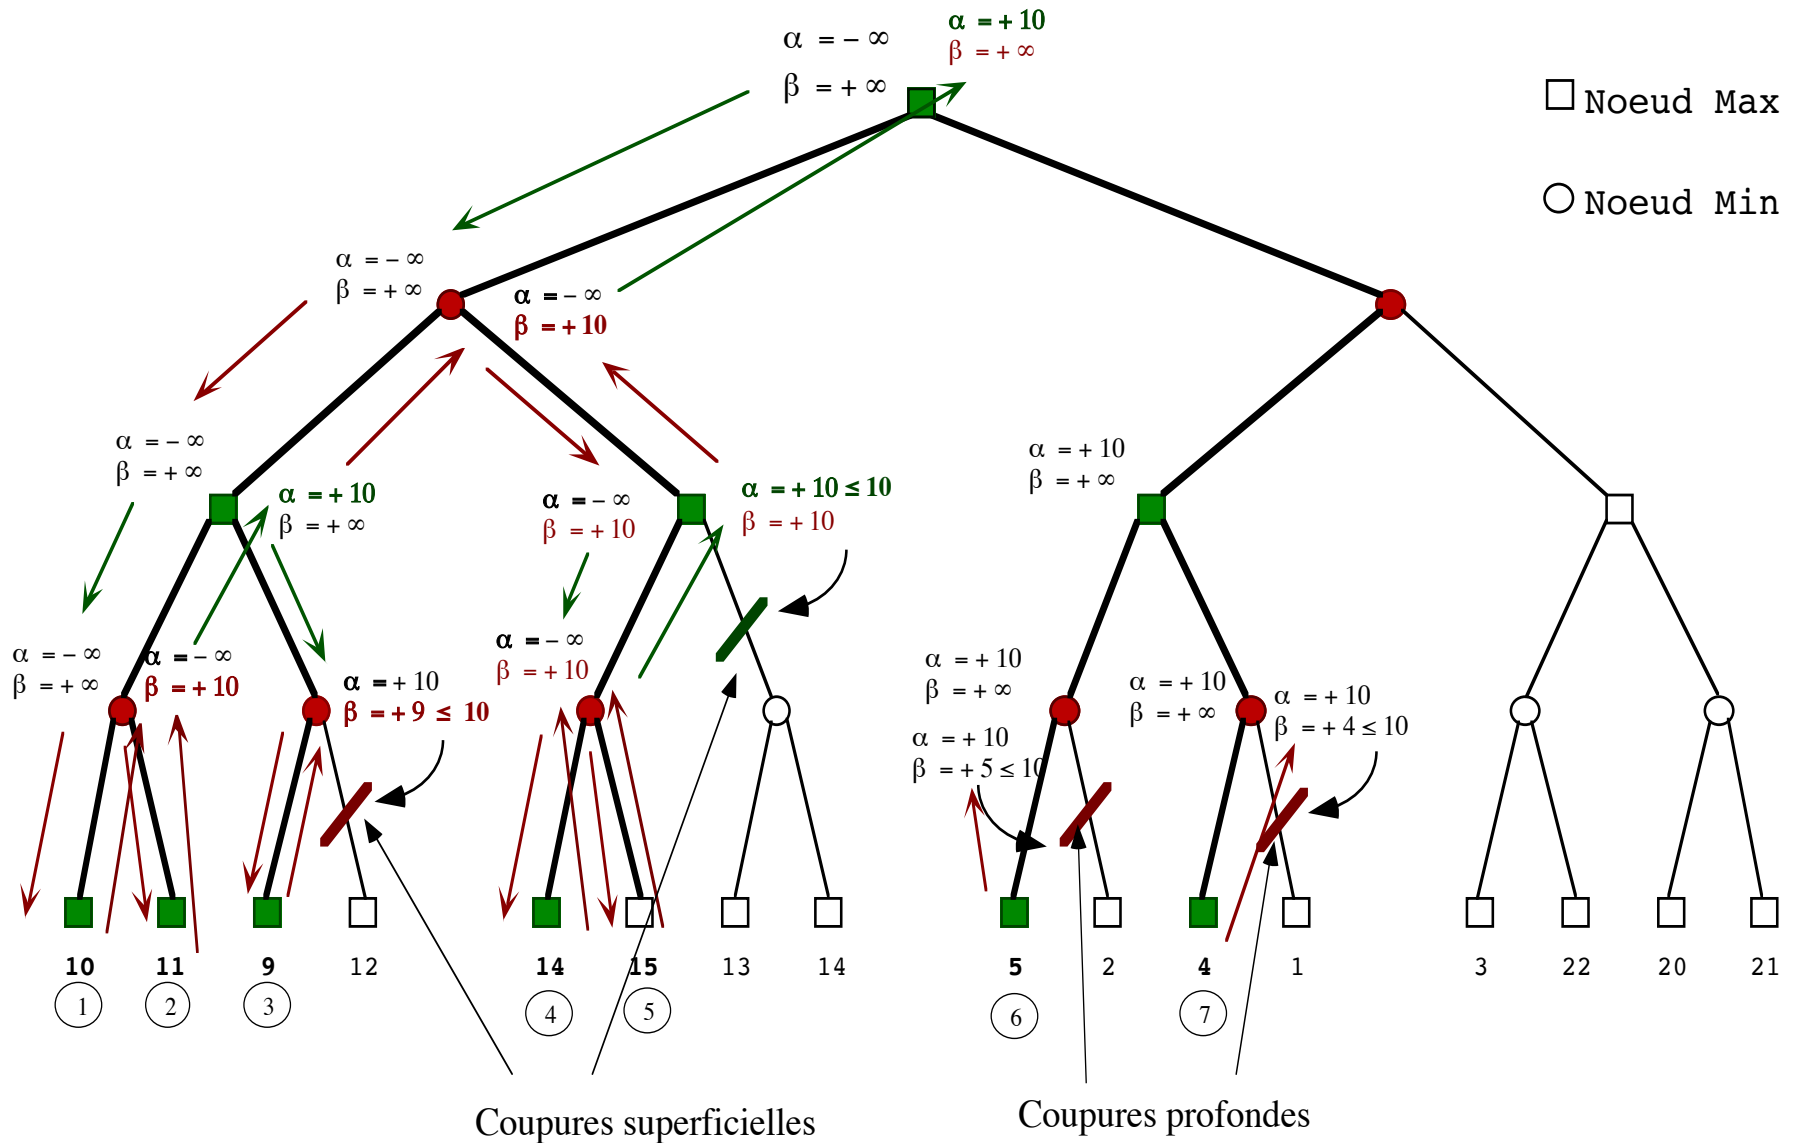 α = – ∞
β = + ∞
α = + 10
β = + ∞
Noeud Max
Noeud Min
α = – ∞
β = + ∞
α = – ∞
β = + 10
α = – ∞
β = + ∞
α = + 10
β = + ∞
α = – ∞
β = + 10
α = + 10 ≤ 10
β = + 10
α = + 10
β = + ∞
α = – ∞
β = + ∞
α = – ∞
β = + 10
α = + 10
β = + 9 ≤ 10
α = – ∞
β = + 10
α = + 10
β = + ∞
α = + 10
β = + 5 ≤ 10
α = + 10
β = + ∞
α = + 10
β = + 4 ≤ 10
10 11 9 12 14 15 13 14 5 2 4 1 3 22 20 21
1 2 3 4 5 6 7
Coupures superficielles
Coupures profondes